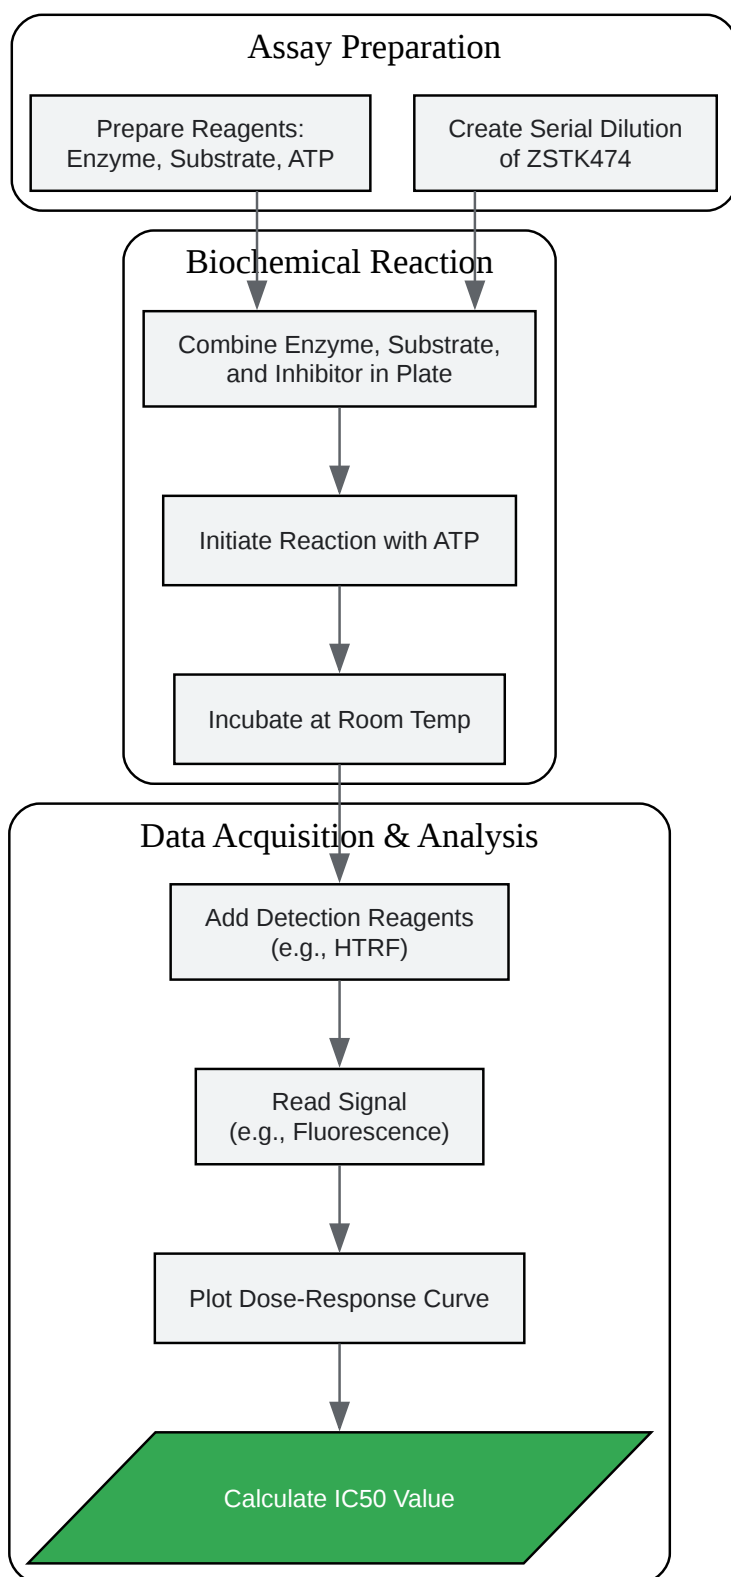 Assay Preparation
Prepare Reagents:
Enzyme, Substrate, ATP
Create Serial Dilution
of ZSTK474
Biochemical Reaction
Combine Enzyme, Substrate,
and Inhibitor in Plate
Initiate Reaction with ATP
Incubate at Room Temp
Data Acquisition & Analysis
Add Detection Reagents
(e.g., HTRF)
Read Signal
(e.g., Fluorescence)
Plot Dose-Response Curve
Calculate IC50 Value